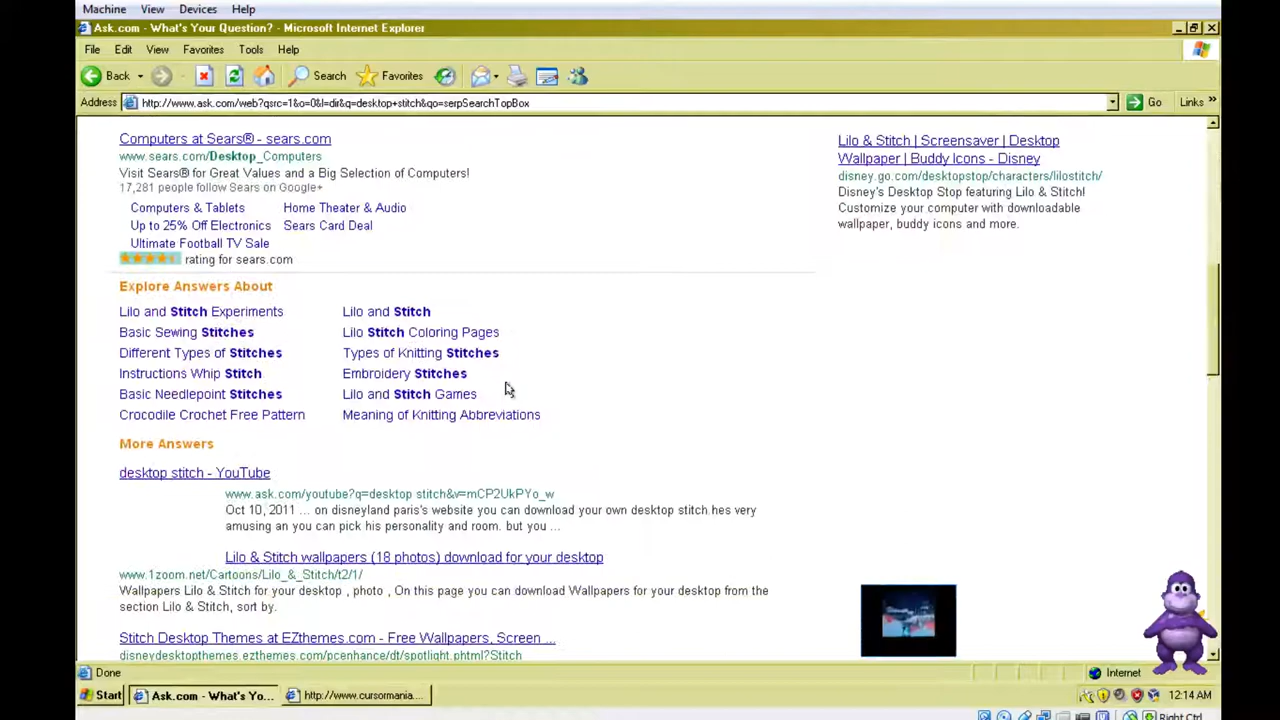 Machine View Devices Help
Ask.com - What's Your Question? - Microsoft Internet Explorer
File Edit View Favorites Tools Help
Back Search Favorites
Address http://www.ask.com/web?qsrc=1&o=0&l=dir&q=desktop+stitch&qo=serpSearchTopBox Go Links »
Computers at Sears® - sears.com
www.sears.com/Desktop_Computers
Visit Sears® for Great Values and a Big Selection of Computers!
17,281 people follow Sears on Google+
Computers & Tablets Home Theater & Audio
Up to 25% Off Electronics Sears Card Deal
Ultimate Football TV Sale
rating for sears.com
Lilo & Stitch | Screensaver | Desktop
Wallpaper | Buddy Icons - Disney
disney.go.com/desktopstop/characters/lilostitch/
Disney's Desktop Stop featuring Lilo & Stitch!
Customize your computer with downloadable
wallpaper, buddy icons and more.
Explore Answers About
Lilo and Stitch Experiments Lilo and Stitch
Basic Sewing Stitches Lilo Stitch Coloring Pages
Different Types of Stitches Types of Knitting Stitches
Instructions Whip Stitch Embroidery Stitches
Basic Needlepoint Stitches Lilo and Stitch Games
Crocodile Crochet Free Pattern Meaning of Knitting Abbreviations
More Answers
desktop stitch - YouTube
www.ask.com/youtube?q=desktop stitch&v=mCP2UkPYo_w
Oct 10, 2011 ... on disneyland paris's website you can download your own desktop stitch.hes very
amusing an you can pick his personality and room. but you ...
Lilo & Stitch wallpapers (18 photos) download for your desktop
www.1zoom.net/Cartoons/Lilo_&_Stitch/t2/1/
Wallpapers Lilo & Stitch for your desktop , photo , On this page you can download Wallpapers for your desktop from the
section Lilo & Stitch, sort by.
Stitch Desktop Themes at EZthemes.com - Free Wallpapers, Screen ...
disneydesktopthemes.ezthemes.com/pcenhance/dt/spotlight.phtml?Stitch
Done Internet
Start Ask.com - What's Yo... http://www.cursormania.... 12:14 AM
Right Ctrl